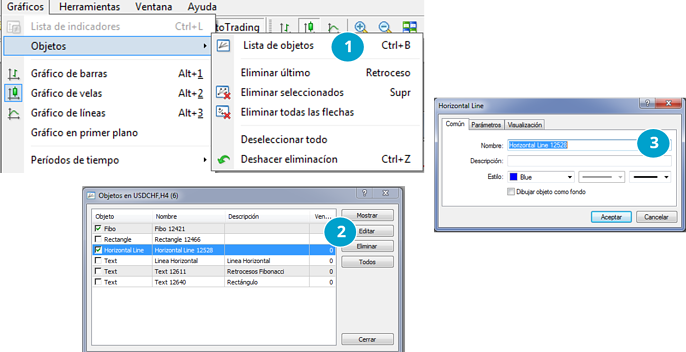 Gráficos Herramientas Ventana Ayuda
Lista de indicadores Ctrl+L
toTrading
Objetos
Lista de objetos 1 Ctrl+B
Eliminar último Retroceso
Eliminar seleccionados Supr
Eliminar todas las flechas
Deseleccionar todo
Deshacer eliminacíon Ctrl+Z
Gráfico de barras Alt+1
Gráfico de velas Alt+2
Gráfico de líneas Alt+3
Gráfico en primer plano
Períodos de tiempo
Horizontal Line
Común Parámetros Visualización
Nombre: Horizontal Line 12528 3
Descripción:
Estilo: Blue
Dibujar objeto como fondo
Aceptar Cancelar
Objetos en USDCHF,H4 (6)
Objeto Nombre Descripción Ven... Mostrar
Fibo Fibo 12421 2 Editar
Rectangle Rectangle 12466
Horizontal Line Horizontal Line 12528 0 Eliminar
Text Linea Horizontal Linea Horizontal 0 Todos
Text Text 12611 Retrocesos Fibonacci 0
Text Text 12640 Rectángulo 0
Cerrar